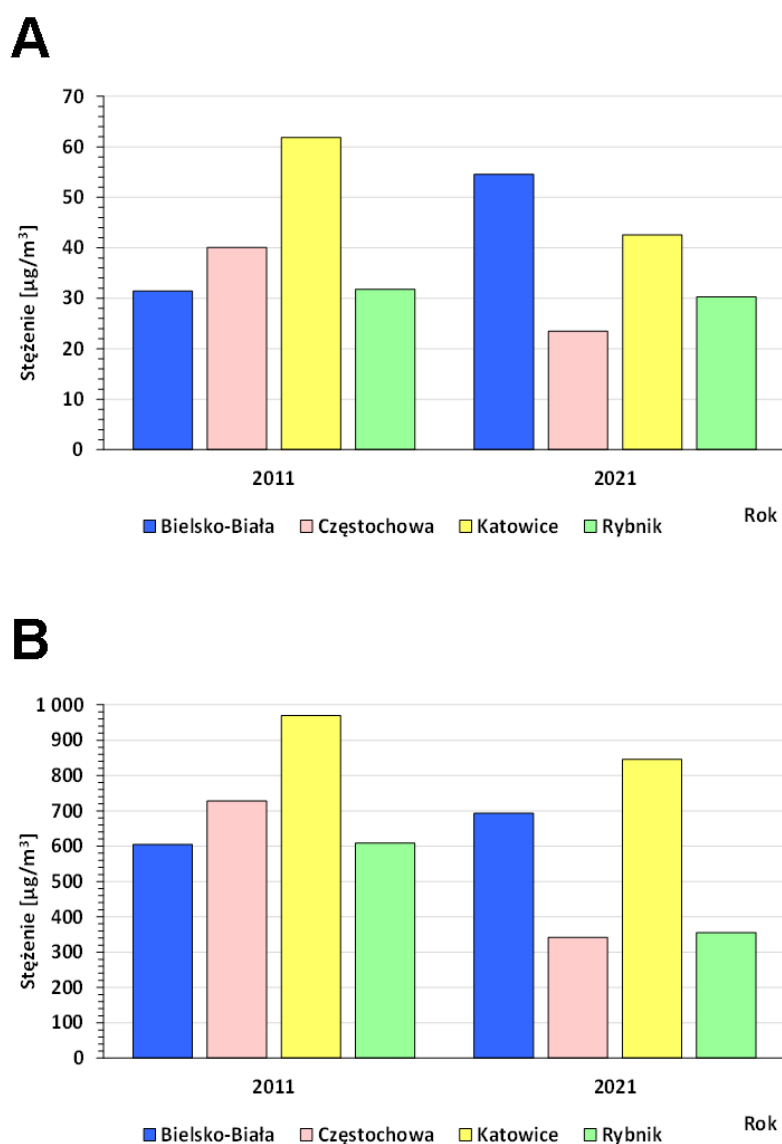 A
70
60
50
40
30
20
10
0
Stężenie [µg/m³]
2011 2021
Rok
Bielsko-Biała Częstochowa Katowice Rybnik
B
1 000
900
800
700
600
500
400
300
200
100
0
Stężenie [µg/m³]
2011 2021
Rok
Bielsko-Biała Częstochowa Katowice Rybnik